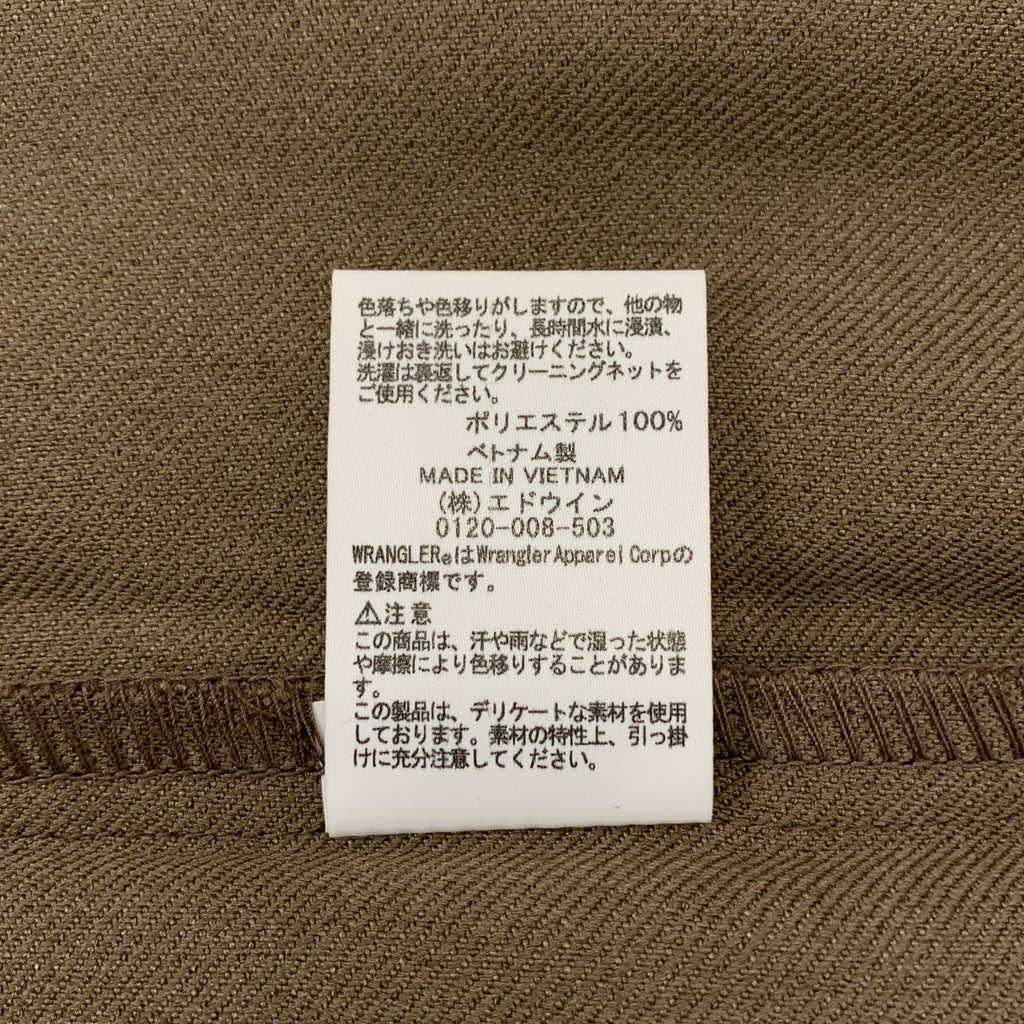 色落ちや色移りがしますので、他の物
と一緒に洗ったり、長時間水に浸漬、
浸けおき洗いはお避けください。
洗濯は裏返してクリーニングネットを
ご使用ください。
ポリエステル100%
ベトナム製
MADE IN VIETNAM
(株)エドウイン
0120-008-503
WRANGLER®はWrangler Apparel Corpの
登録商標です。
⚠注意
この商品は、汗や雨などで湿った状態
や摩擦により色移りすることがありま
す。
この製品は、デリケートな素材を使用
しております。素材の特性上、引っ掛
けに充分注意してください。